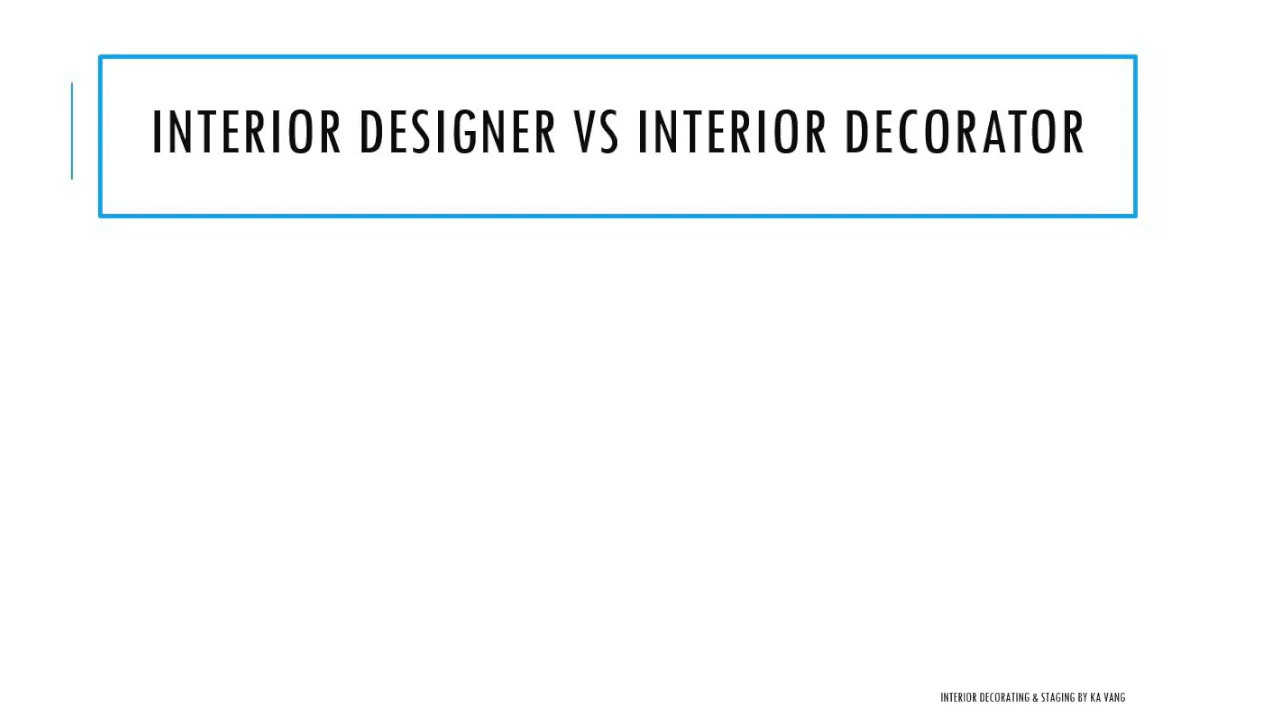 INTERIOR DESIGNER VS INTERIOR DECORATOR
INTERIOR DECORATING & STAGING BY KA VANG